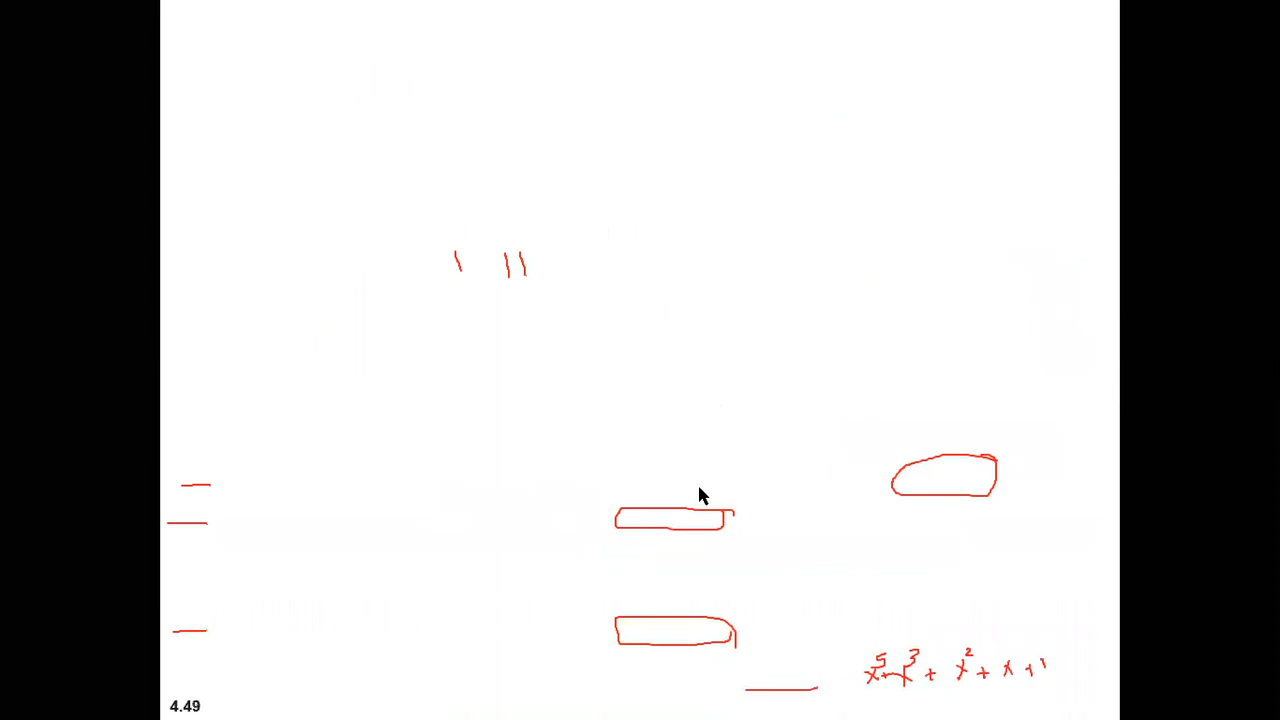 \ \\
x⁵+x³ + x² + x + 1
4.49